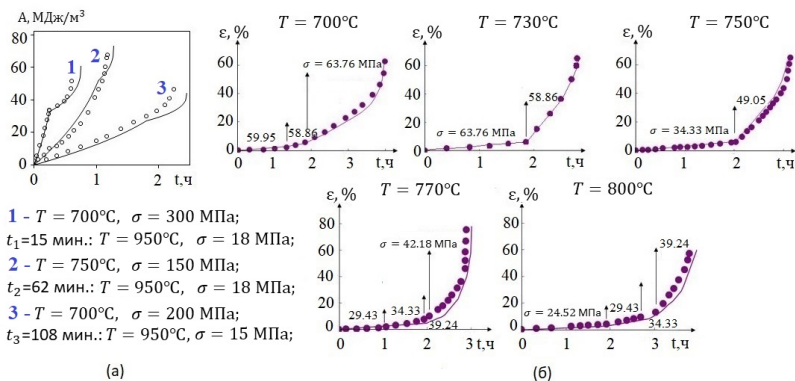 A, МДж/м³
80
60
40
20
0
0 1 2 t,ч
1 2 3
1 - T = 700°C, σ = 300 МПа;
t₁=15 мин.: T = 950°C, σ = 18 МПа;
2 - T = 750°C, σ = 150 МПа;
t₂=62 мин.: T = 950°C, σ = 18 МПа;
3 - T = 700°C, σ = 200 МПа;
t₃=108 мин.: T = 950°C, σ = 15 МПа;
(а)
T = 700°C
ε, %
80
60
40
20
0
σ = 63.76 МПа
59.95
58.86
0 1 2 3 4
t,ч
T = 730°C
ε, %
80
60
40
20
0
58.86
σ = 63.76 МПа
0 1 2 3
t,ч
T = 750°C
ε, %
80
60
40
20
0
49.05
σ = 34.33 МПа
0 1 2 3
t,ч
T = 770°C
ε, %
80
60
40
20
0
σ = 42.18 МПа
29.43
34.33
39.24
0 1 2 3 t,ч
T = 800°C
ε, %
80
60
40
20
0
39.24
σ = 24.52 МПа
29.43
34.33
0 1 2 3 t,ч
(б)